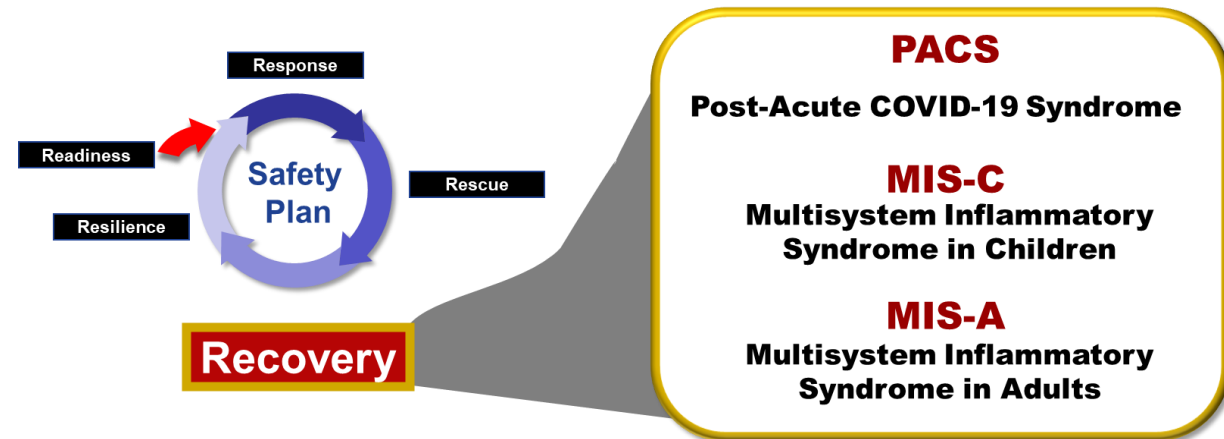 Response
Readiness
Safety
Plan
Rescue
Resilience
Recovery
PACS
Post-Acute COVID-19 Syndrome
MIS-C
Multisystem Inflammatory
Syndrome in Children
MIS-A
Multisystem Inflammatory
Syndrome in Adults